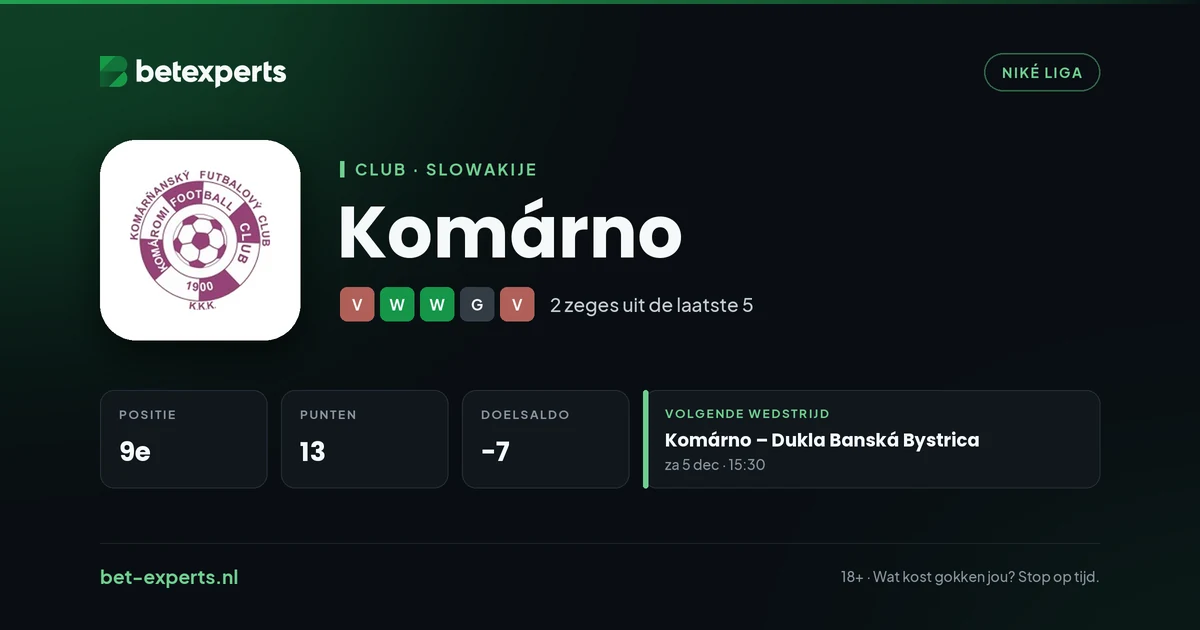 betexperts
NIKÉ LIGA
KOMÁRŇANSKÝ FUTBALOVÝ CLUB
KOMÁROMI FOOTBALL CLUB
1900
K.K.K.
CLUB · SLOWAKIJE
Komárno
V W W G V 2 zeges uit de laatste 5
POSITIE
9e
PUNTEN
13
DOELSALDO
−7
VOLGENDE WEDSTRIJD
Komárno – Dukla Banská Bystrica
za 5 dec · 15:30
bet-experts.nl
18+ · Wat kost gokken jou? Stop op tijd.